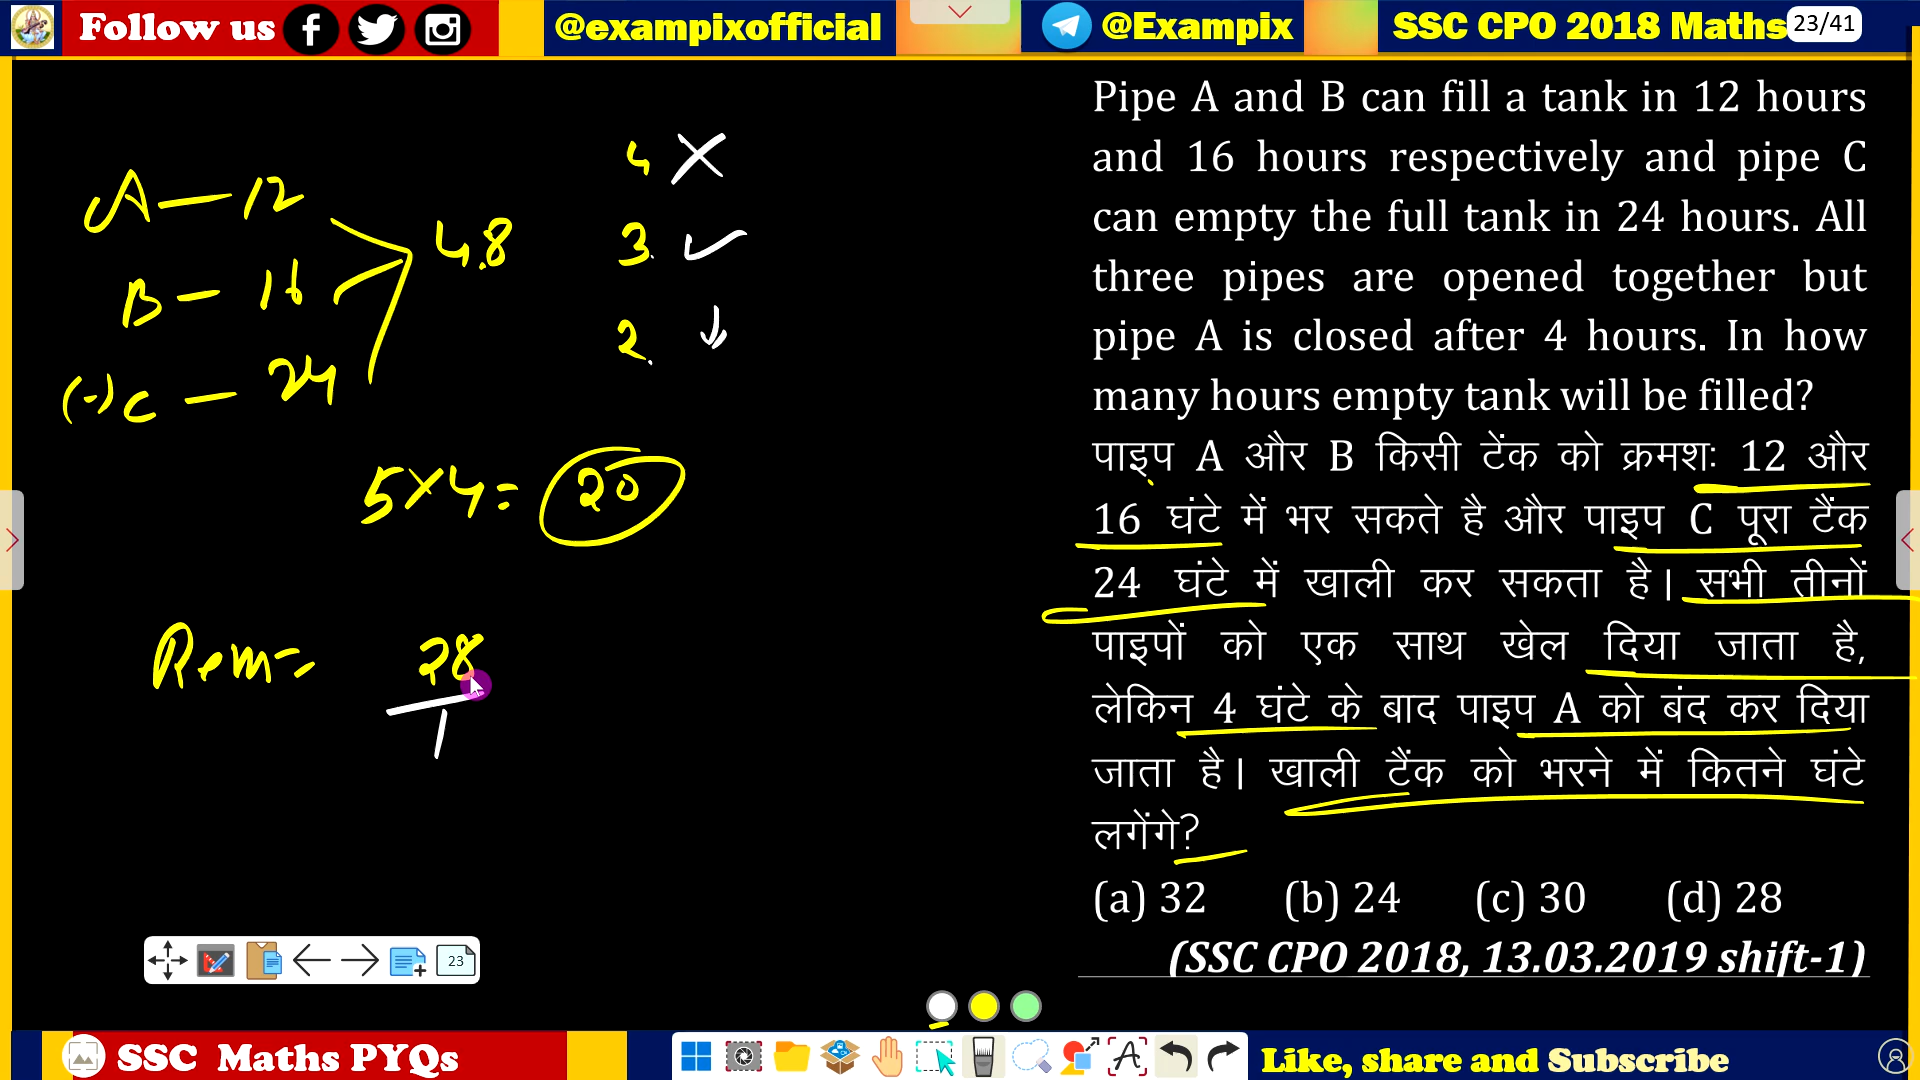 Follow us
@exampixofficial
@Exampix
SSC CPO 2018 Maths
23/41
A — 12
B — 16
(-) C — 24
48
4
3
2
5×4 = 20
Rem =
28
1
Pipe A and B can fill a tank in 12 hours
and 16 hours respectively and pipe C
can empty the full tank in 24 hours. All
three pipes are opened together but
pipe A is closed after 4 hours. In how
many hours empty tank will be filled?
पाइप A और B किसी टेंक को क्रमशः 12 और
16 घंटे में भर सकते है और पाइप C पूरा टैंक
24 घंटे में खाली कर सकता है। सभी तीनों
पाइपों को एक साथ खेल दिया जाता है,
लेकिन 4 घंटे के बाद पाइप A को बंद कर दिया
जाता है। खाली टैंक को भरने में कितने घंटे
लगेंगे?
(a) 32 (b) 24 (c) 30 (d) 28
(SSC CPO 2018, 13.03.2019 shift-1)
23
SSC Maths PYQs
Like, share and Subscribe